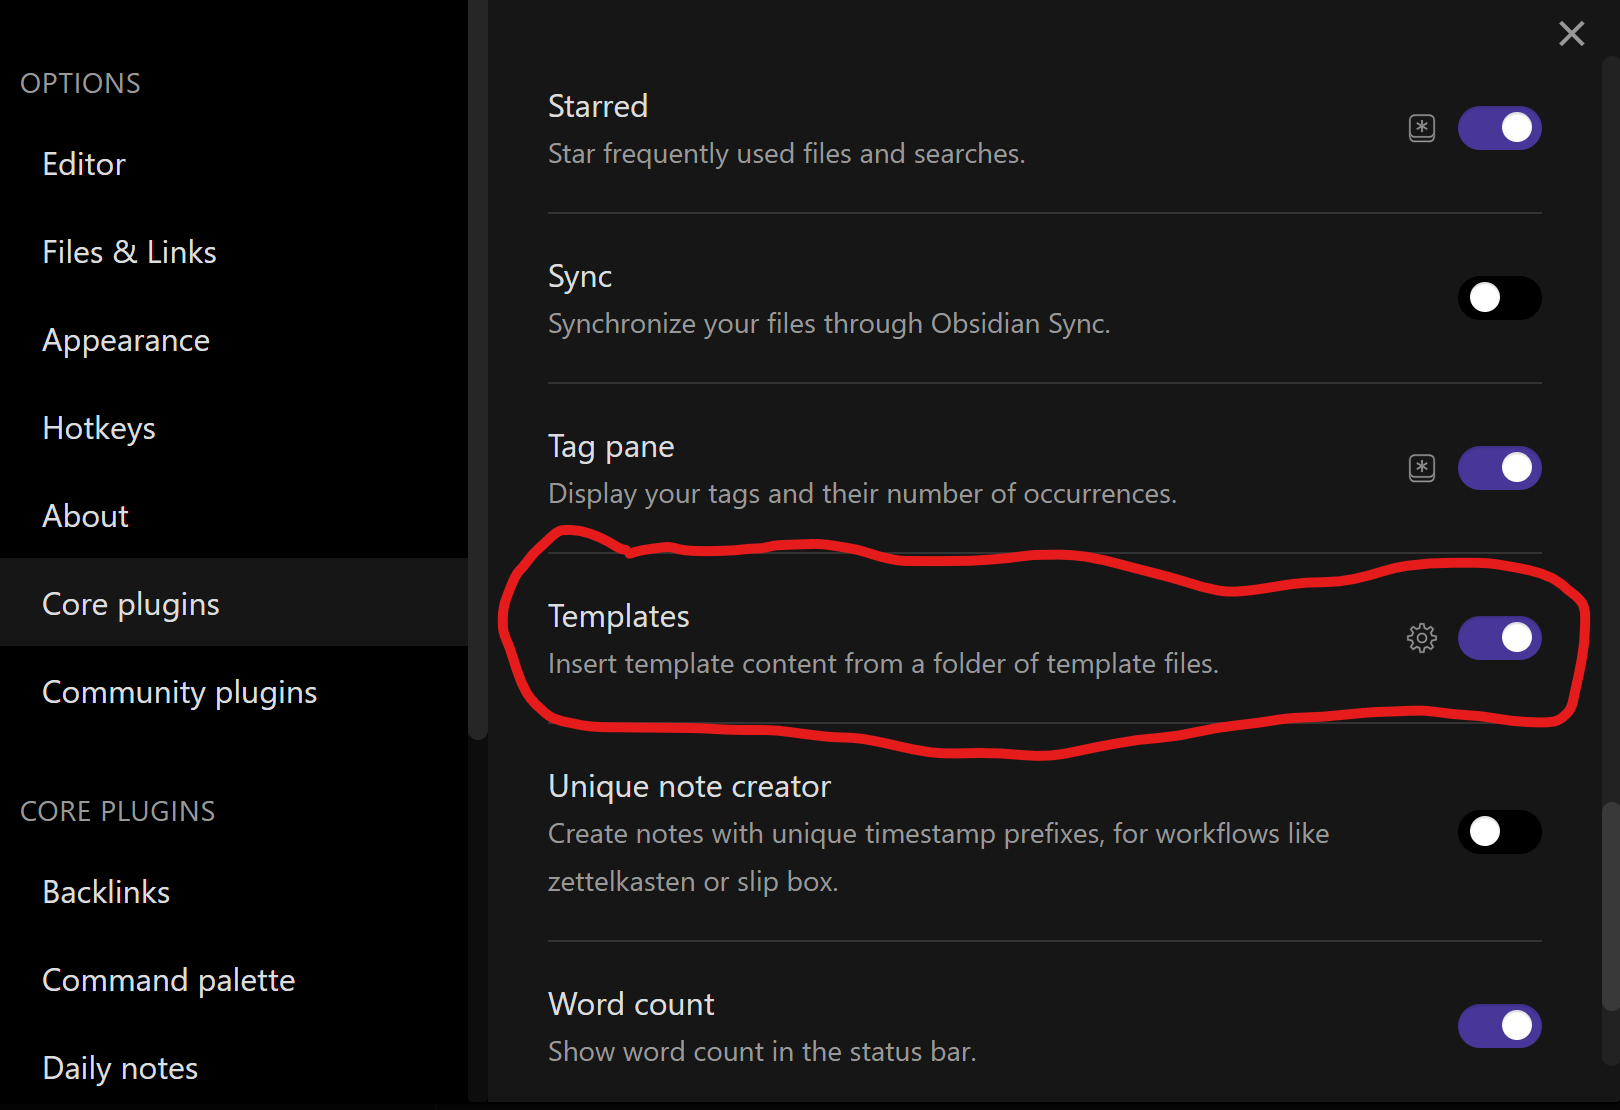 OPTIONS
Editor
Files & Links
Appearance
Hotkeys
About
Core plugins
Community plugins
CORE PLUGINS
Backlinks
Command palette
Daily notes
Starred
Star frequently used files and searches.
Sync
Synchronize your files through Obsidian Sync.
Tag pane
Display your tags and their number of occurrences.
Templates
Insert template content from a folder of template files.
Unique note creator
Create notes with unique timestamp prefixes, for workflows like
zettelkasten or slip box.
Word count
Show word count in the status bar.